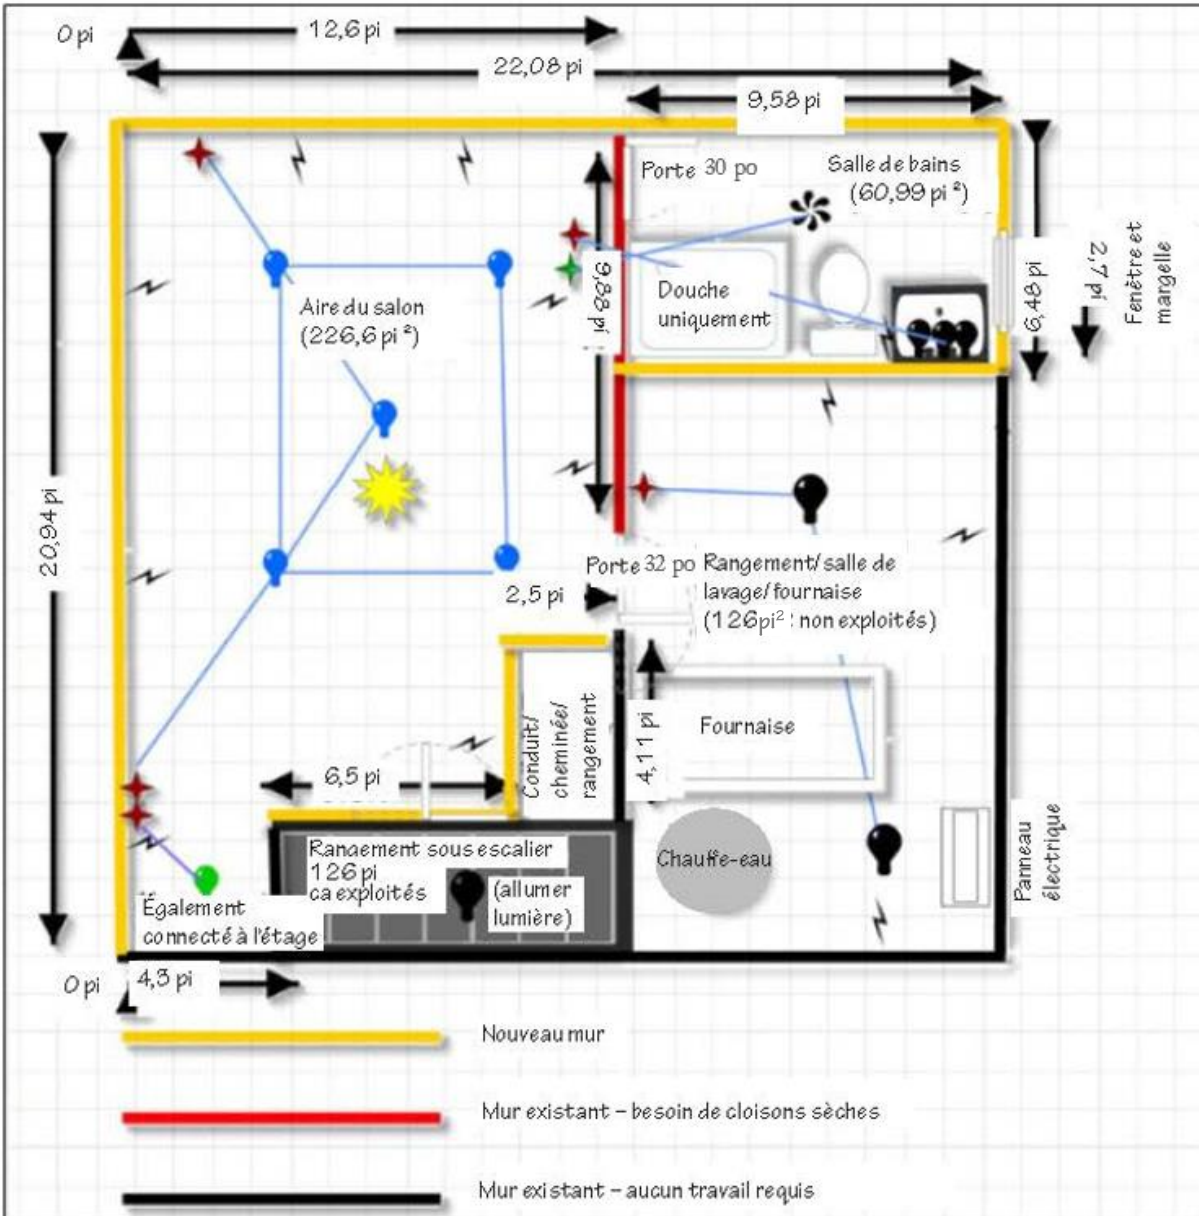 0 pi
12,6 pi
22,08 pi
9,58 pi
Porte 30 po
Salle de bains
(60,99 pi ²)
Aire du salon
(226,6 pi ²)
9,88 pi
Douche
uniquement
6,48 pi
2,7 pi
Fenêtre et
margelle
20,94 pi
Porte 32 po
2,5 pi
Rangement/salle de
lavage/fournaise
(126pi² : non exploités)
Conduit/
cheminée/
rangement
4,11 pi
Fournaise
6,5 pi
Rangement sous escalier
126 pi
ca exploités
(allumer
lumière)
Chauffe-eau
Panneau
électrique
Également
connecté à l'étage
0 pi
4,3 pi
Nouveau mur
Mur existant – besoin de cloisons sèches
Mur existant – aucun travail requis